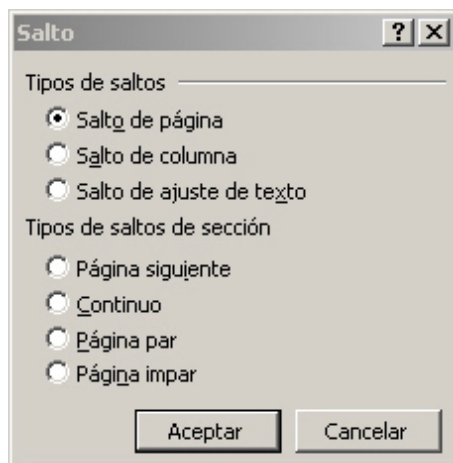 Salto
Tipos de saltos
Salto de página
Salto de columna
Salto de ajuste de texto
Tipos de saltos de sección
Página siguiente
Continuo
Página par
Página impar
Aceptar Cancelar